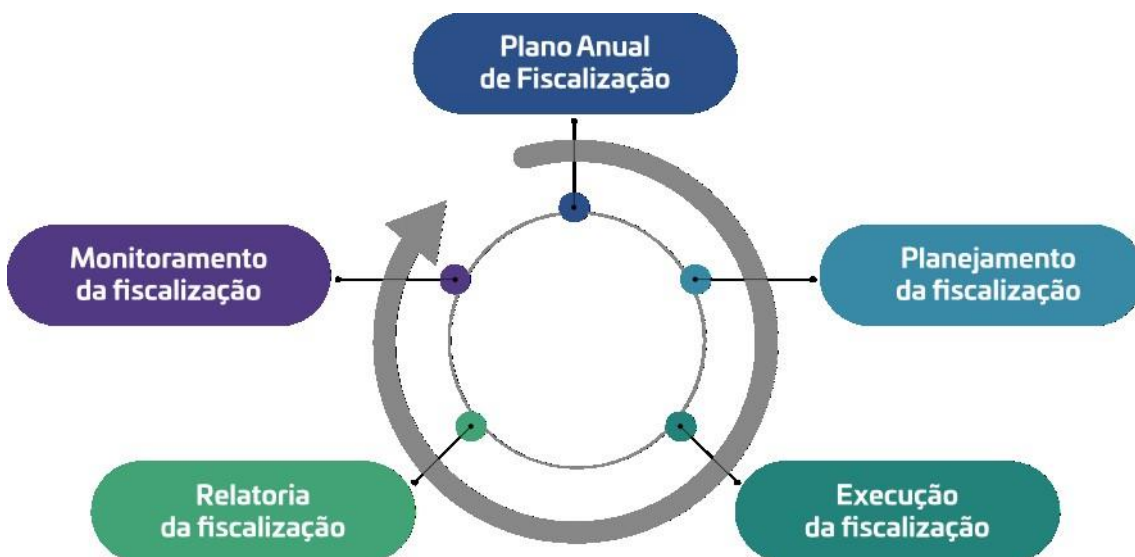 Plano Anual
de Fiscalização
Monitoramento
da fiscalização
Planejamento
da fiscalização
Relatoria
da fiscalização
Execução
da fiscalização